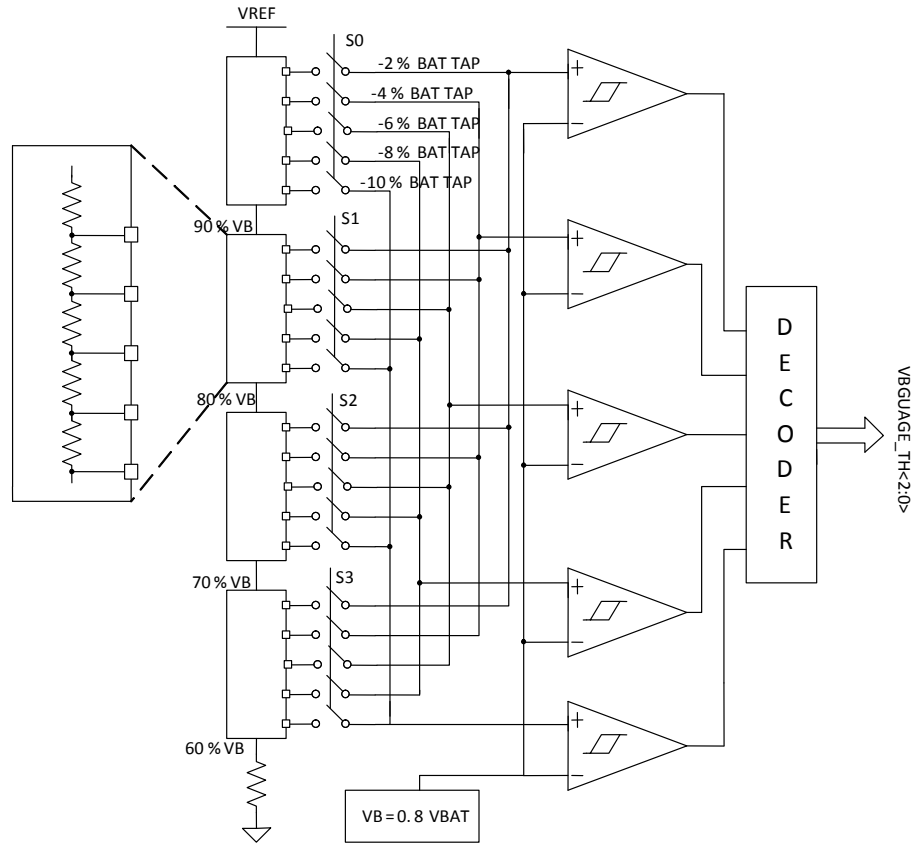 VREF
S0
-2 % BAT TAP
-4 % BAT TAP
-6 % BAT TAP
-8 % BAT TAP
-10 % BAT TAP
90 % VB
S1
80 % VB
S2
70 % VB
S3
60 % VB
VB = 0. 8 VBAT
+
−
+
−
+
−
+
−
+
−
D
E
C
O
D
E
R
VBGUAGE_TH<2:0>